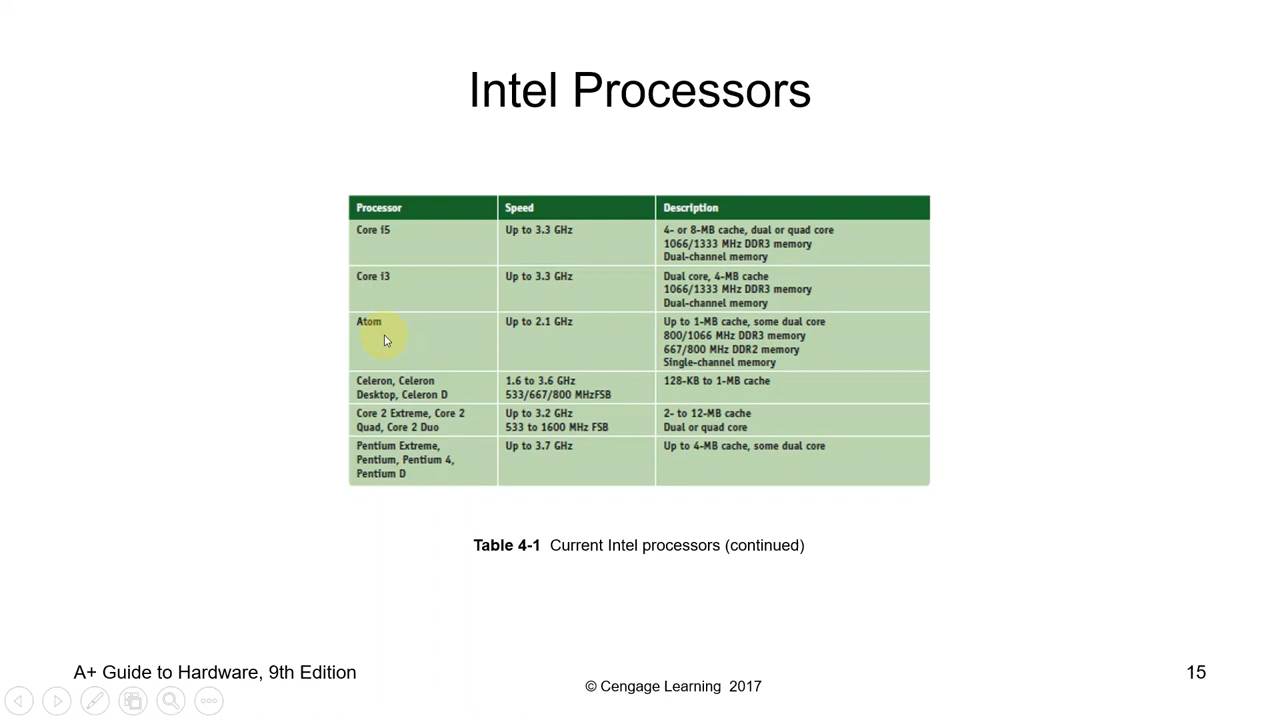 Intel Processors
Processor Speed Description
Core i5 Up to 3.3 GHz 4- or 8-MB cache, dual or quad core
1066/1333 MHz DDR3 memory
Dual-channel memory
Core i3 Up to 3.3 GHz Dual core, 4-MB cache
1066/1333 MHz DDR3 memory
Dual-channel memory
Atom Up to 2.1 GHz Up to 1-MB cache, some dual core
800/1066 MHz DDR3 memory
667/800 MHz DDR2 memory
Single-channel memory
Celeron, Celeron 1.6 to 3.6 GHz 128-KB to 1-MB cache
Desktop, Celeron D 533/667/800 MHzFSB
Core 2 Extreme, Core 2 Up to 3.2 GHz 2- to 12-MB cache
Quad, Core 2 Duo 533 to 1600 MHz FSB Dual or quad core
Pentium Extreme, Up to 3.7 GHz Up to 4-MB cache, some dual core
Pentium, Pentium 4,
Pentium D
Table 4-1 Current Intel processors (continued)
A+ Guide to Hardware, 9th Edition
© Cengage Learning 2017
15